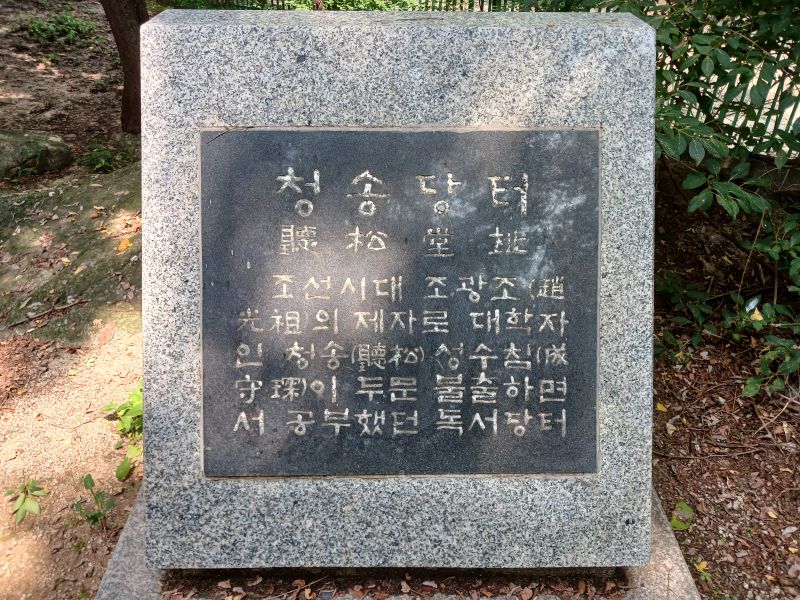 청송당터
聽松堂址
조선시대 조광조(趙
光祖)의 제자로 대학자
인 청송(聽松) 성수침(成
守琛)이 두문 불출하면
서 공부했던 독서당터